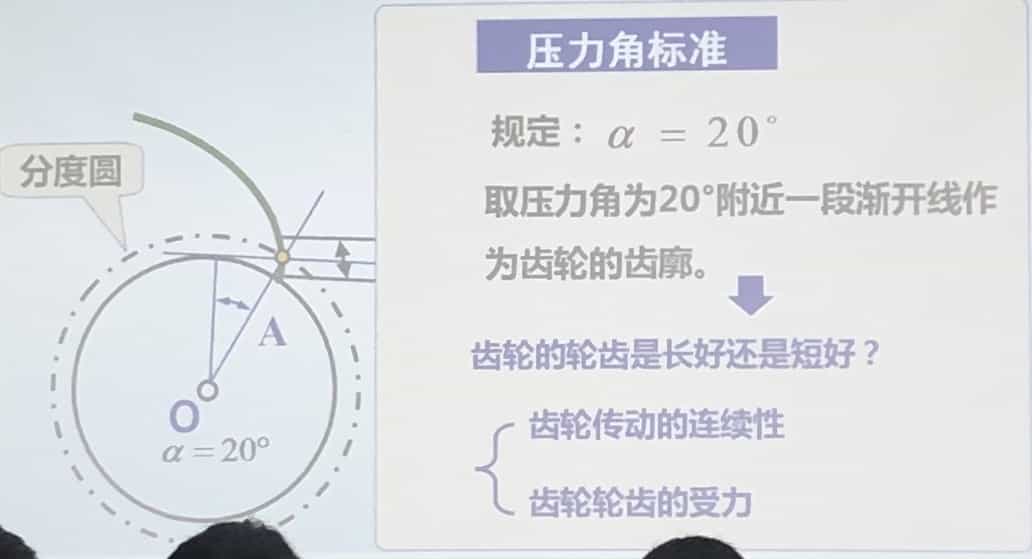 压力角标准
规定：α = 20°
取压力角为20°附近一段渐开线作
为齿轮的齿廓。
齿轮的轮齿是长好还是短好？
齿轮传动的连续性
齿轮轮齿的受力
分度圆
A
O
α = 20°